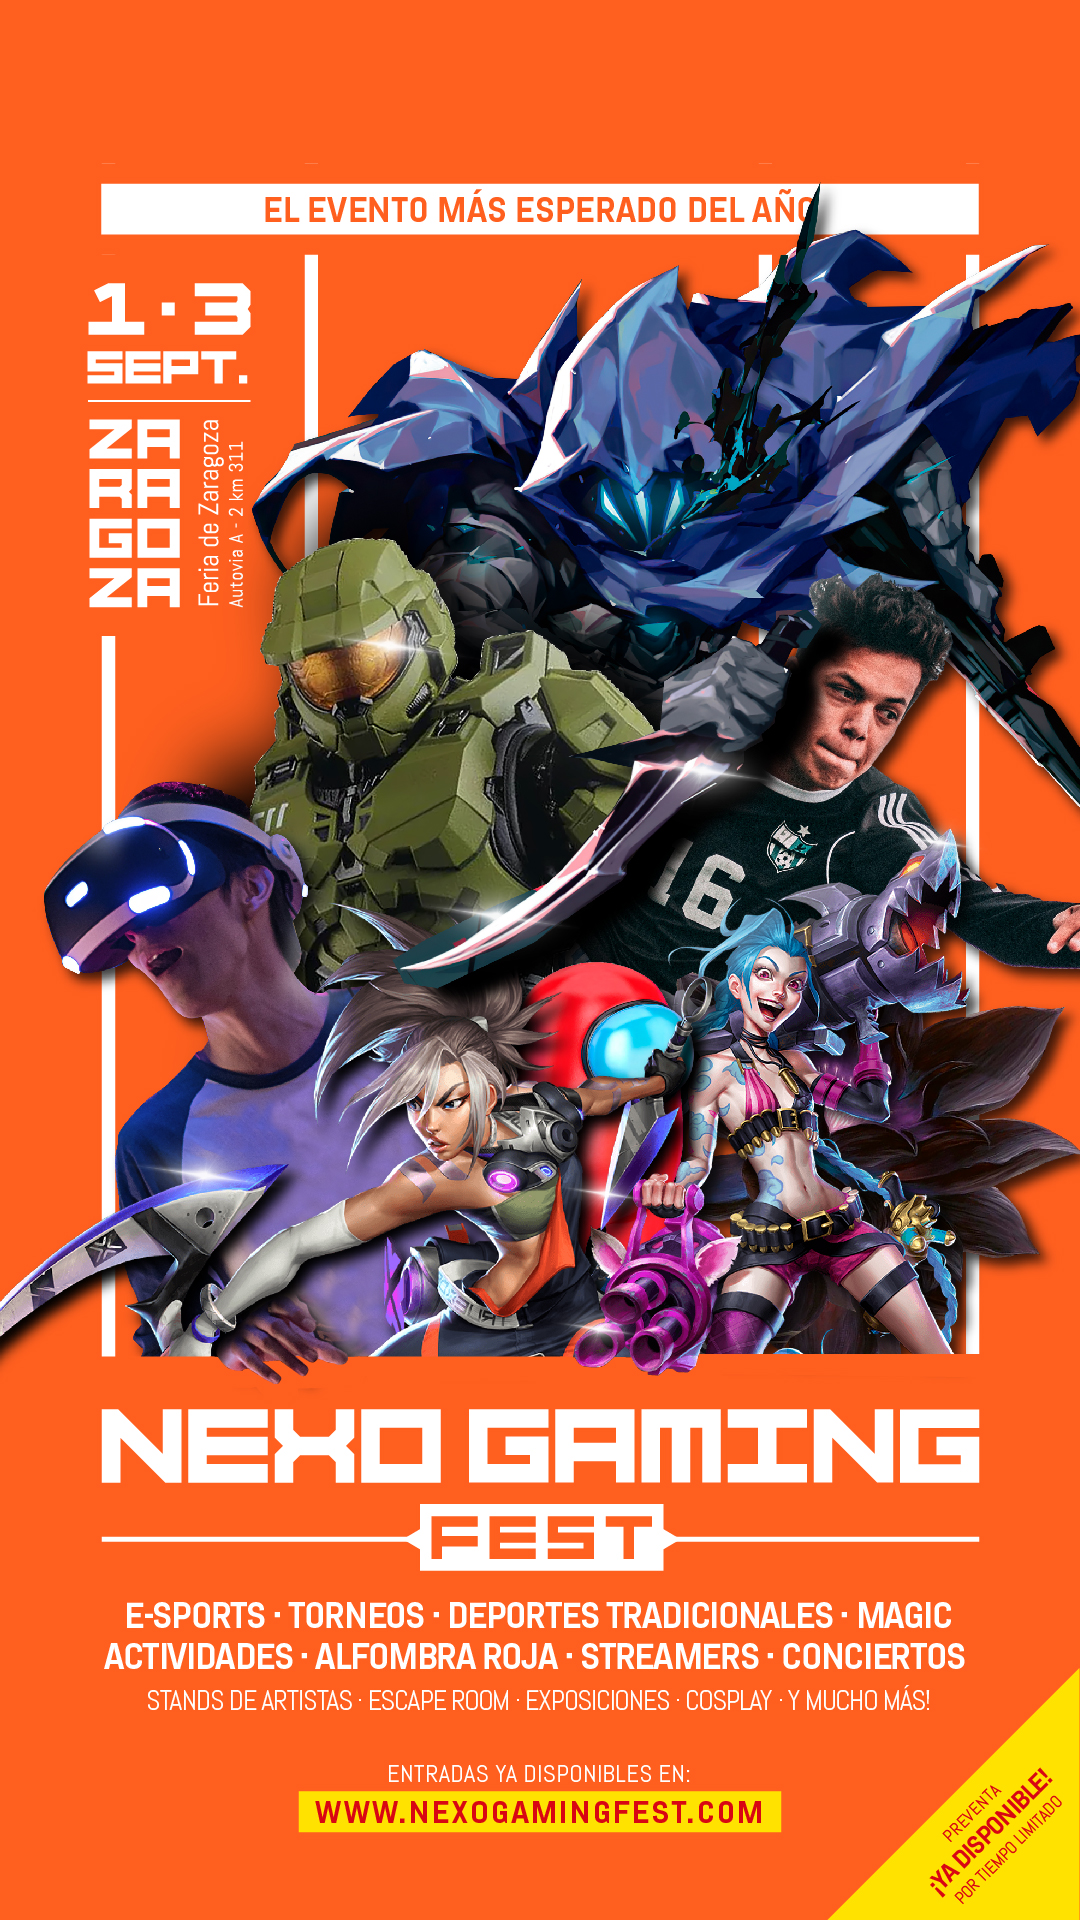 EL EVENTO MÁS ESPERADO DEL AÑO
1·3
SEPT.
ZA
RA
GO
ZA
Feria de Zaragoza
Autovia A - 2 km 311
16
NEXO GAMING
FEST
E-SPORTS · TORNEOS · DEPORTES TRADICIONALES · MAGIC
ACTIVIDADES · ALFOMBRA ROJA · STREAMERS · CONCIERTOS
STANDS DE ARTISTAS · ESCAPE ROOM · EXPOSICIONES · COSPLAY · Y MUCHO MÁS!
ENTRADAS YA DISPONIBLES EN:
WWW.NEXOGAMINGFEST.COM
PREVENTA
¡YA DISPONIBLE!
POR TIEMPO LIMITADO